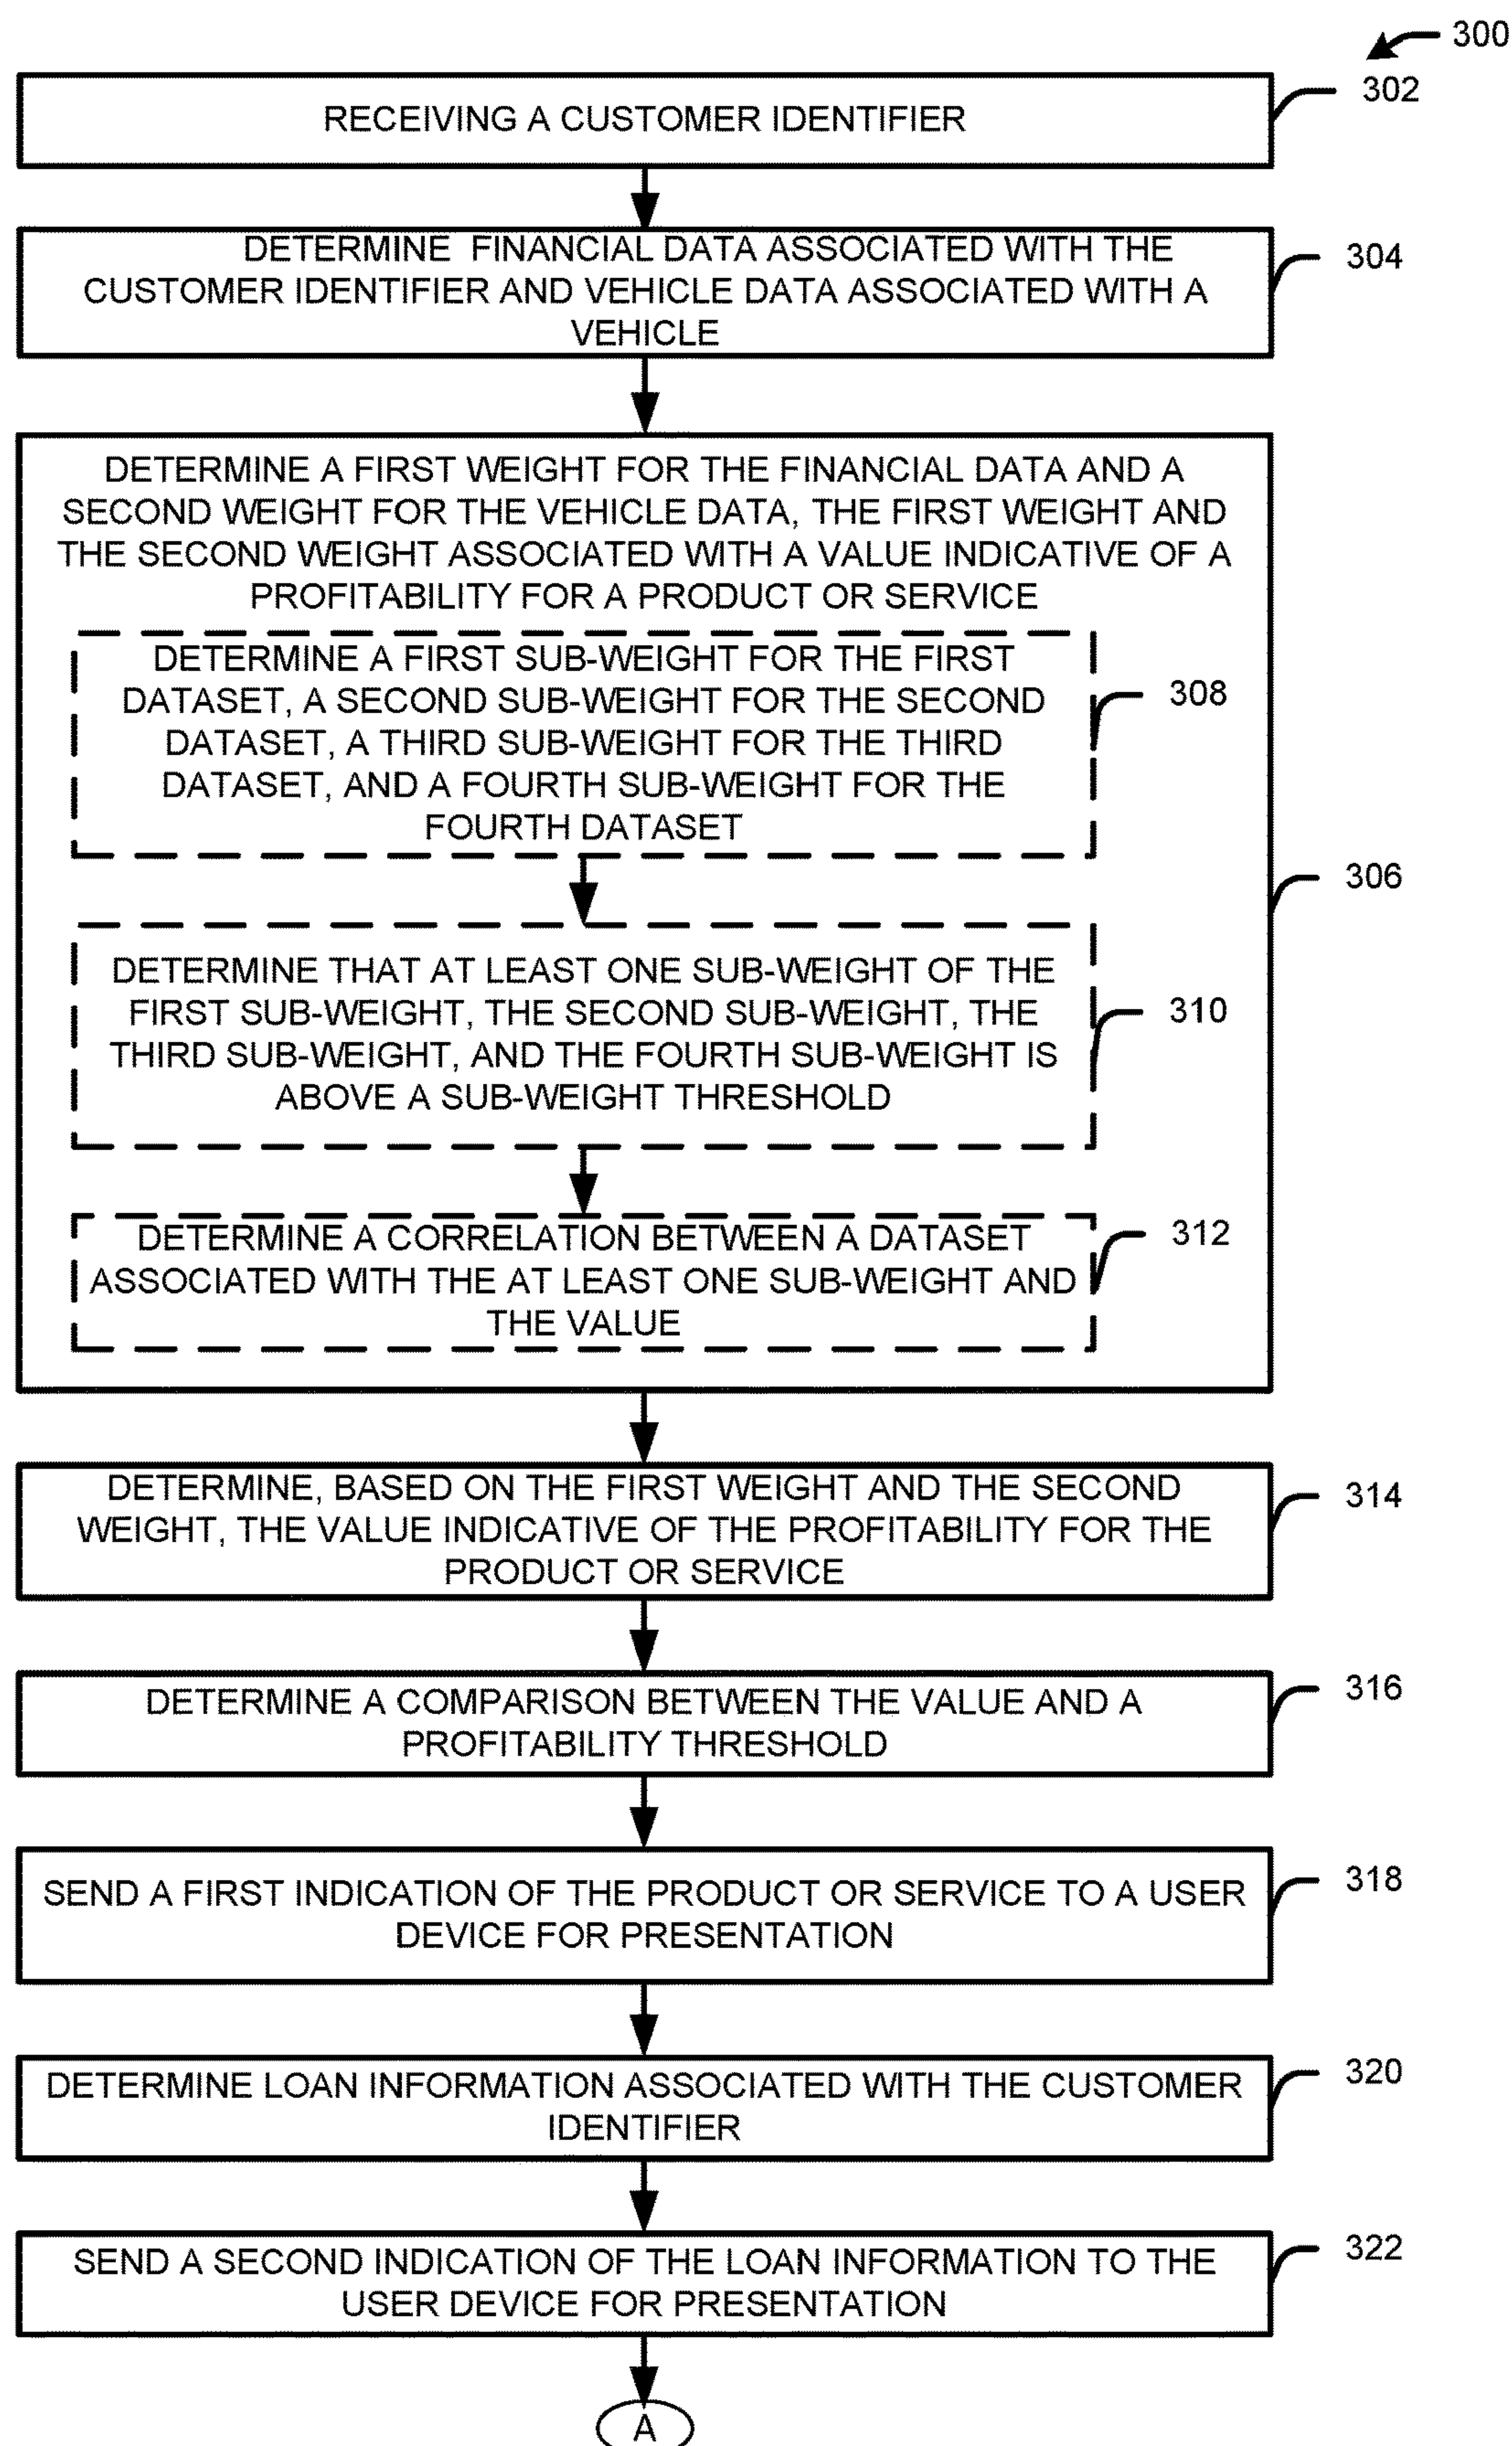 300
RECEIVING A CUSTOMER IDENTIFIER
302
DETERMINE FINANCIAL DATA ASSOCIATED WITH THE
CUSTOMER IDENTIFIER AND VEHICLE DATA ASSOCIATED WITH A
VEHICLE
304
DETERMINE A FIRST WEIGHT FOR THE FINANCIAL DATA AND A
SECOND WEIGHT FOR THE VEHICLE DATA, THE FIRST WEIGHT AND
THE SECOND WEIGHT ASSOCIATED WITH A VALUE INDICATIVE OF A
PROFITABILITY FOR A PRODUCT OR SERVICE
306
DETERMINE A FIRST SUB-WEIGHT FOR THE FIRST
DATASET, A SECOND SUB-WEIGHT FOR THE SECOND
DATASET, A THIRD SUB-WEIGHT FOR THE THIRD
DATASET, AND A FOURTH SUB-WEIGHT FOR THE
FOURTH DATASET
308
DETERMINE THAT AT LEAST ONE SUB-WEIGHT OF THE
FIRST SUB-WEIGHT, THE SECOND SUB-WEIGHT, THE
THIRD SUB-WEIGHT, AND THE FOURTH SUB-WEIGHT IS
ABOVE A SUB-WEIGHT THRESHOLD
310
DETERMINE A CORRELATION BETWEEN A DATASET
ASSOCIATED WITH THE AT LEAST ONE SUB-WEIGHT AND
THE VALUE
312
DETERMINE, BASED ON THE FIRST WEIGHT AND THE SECOND
WEIGHT, THE VALUE INDICATIVE OF THE PROFITABILITY FOR THE
PRODUCT OR SERVICE
314
DETERMINE A COMPARISON BETWEEN THE VALUE AND A
PROFITABILITY THRESHOLD
316
SEND A FIRST INDICATION OF THE PRODUCT OR SERVICE TO A USER
DEVICE FOR PRESENTATION
318
DETERMINE LOAN INFORMATION ASSOCIATED WITH THE CUSTOMER
IDENTIFIER
320
SEND A SECOND INDICATION OF THE LOAN INFORMATION TO THE
USER DEVICE FOR PRESENTATION
322
A